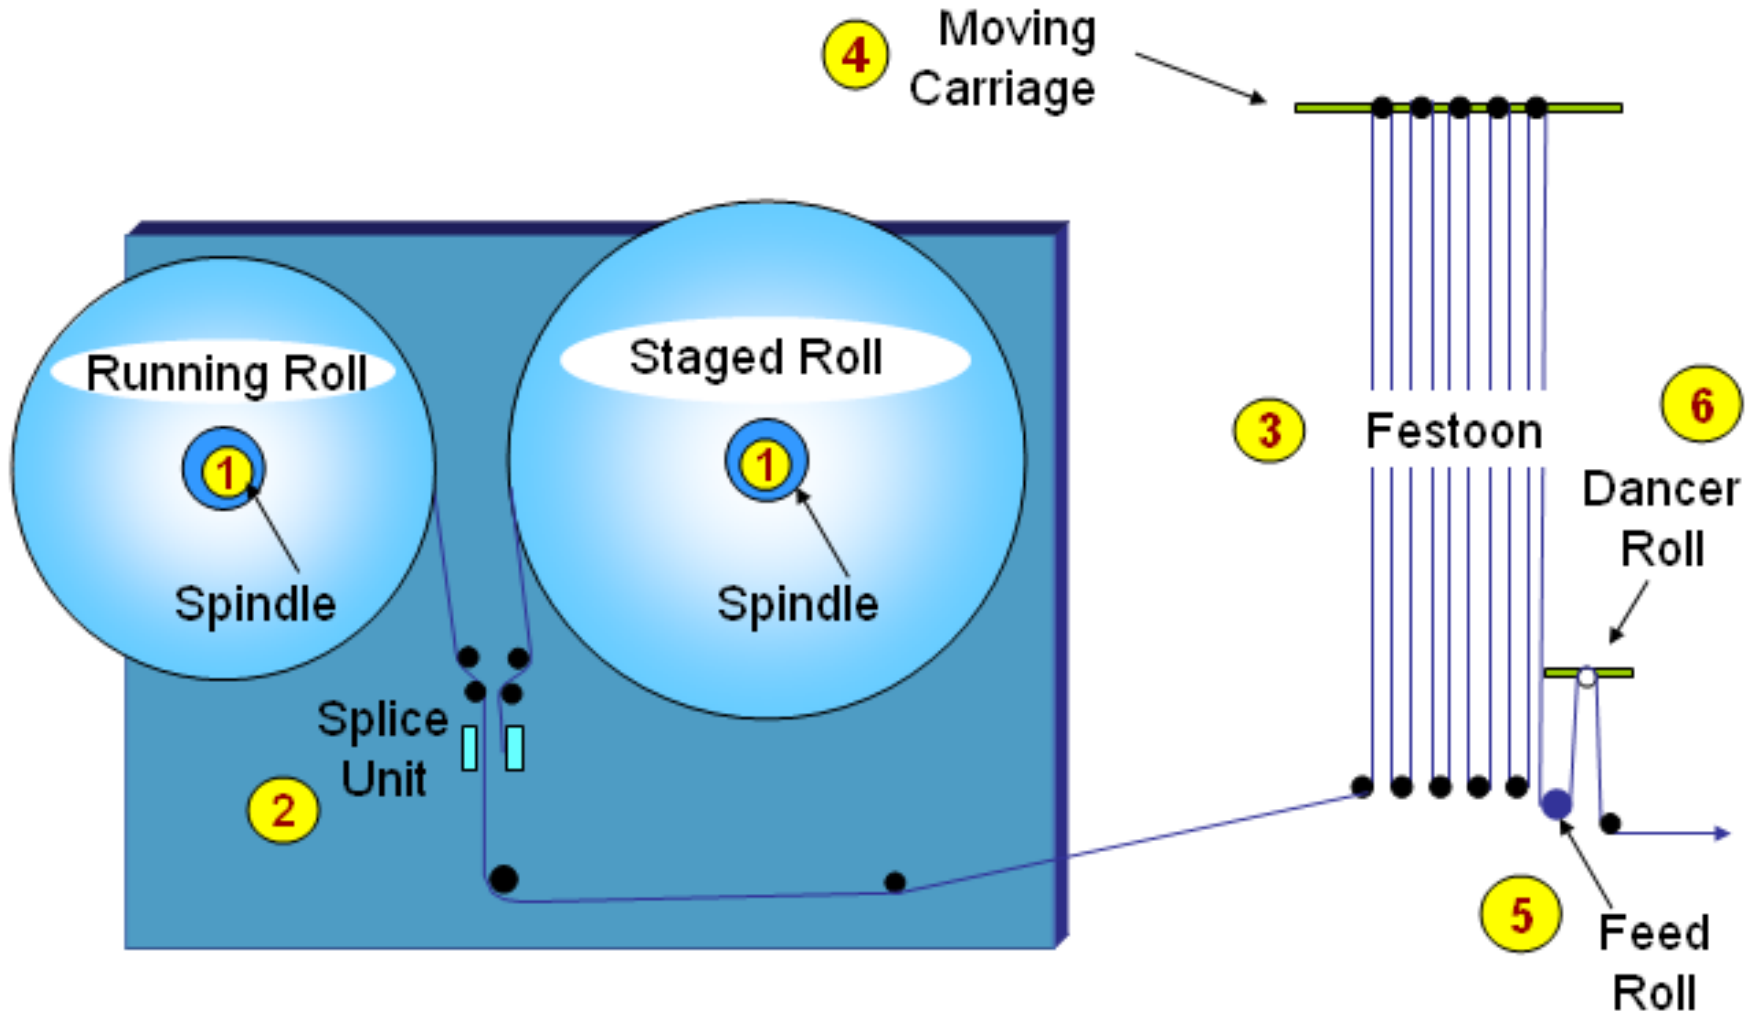 4
Moving
Carriage
Running Roll
1
Spindle
Staged Roll
1
Spindle
Splice
Unit
2
3
Festoon
6
Dancer
Roll
5
Feed
Roll